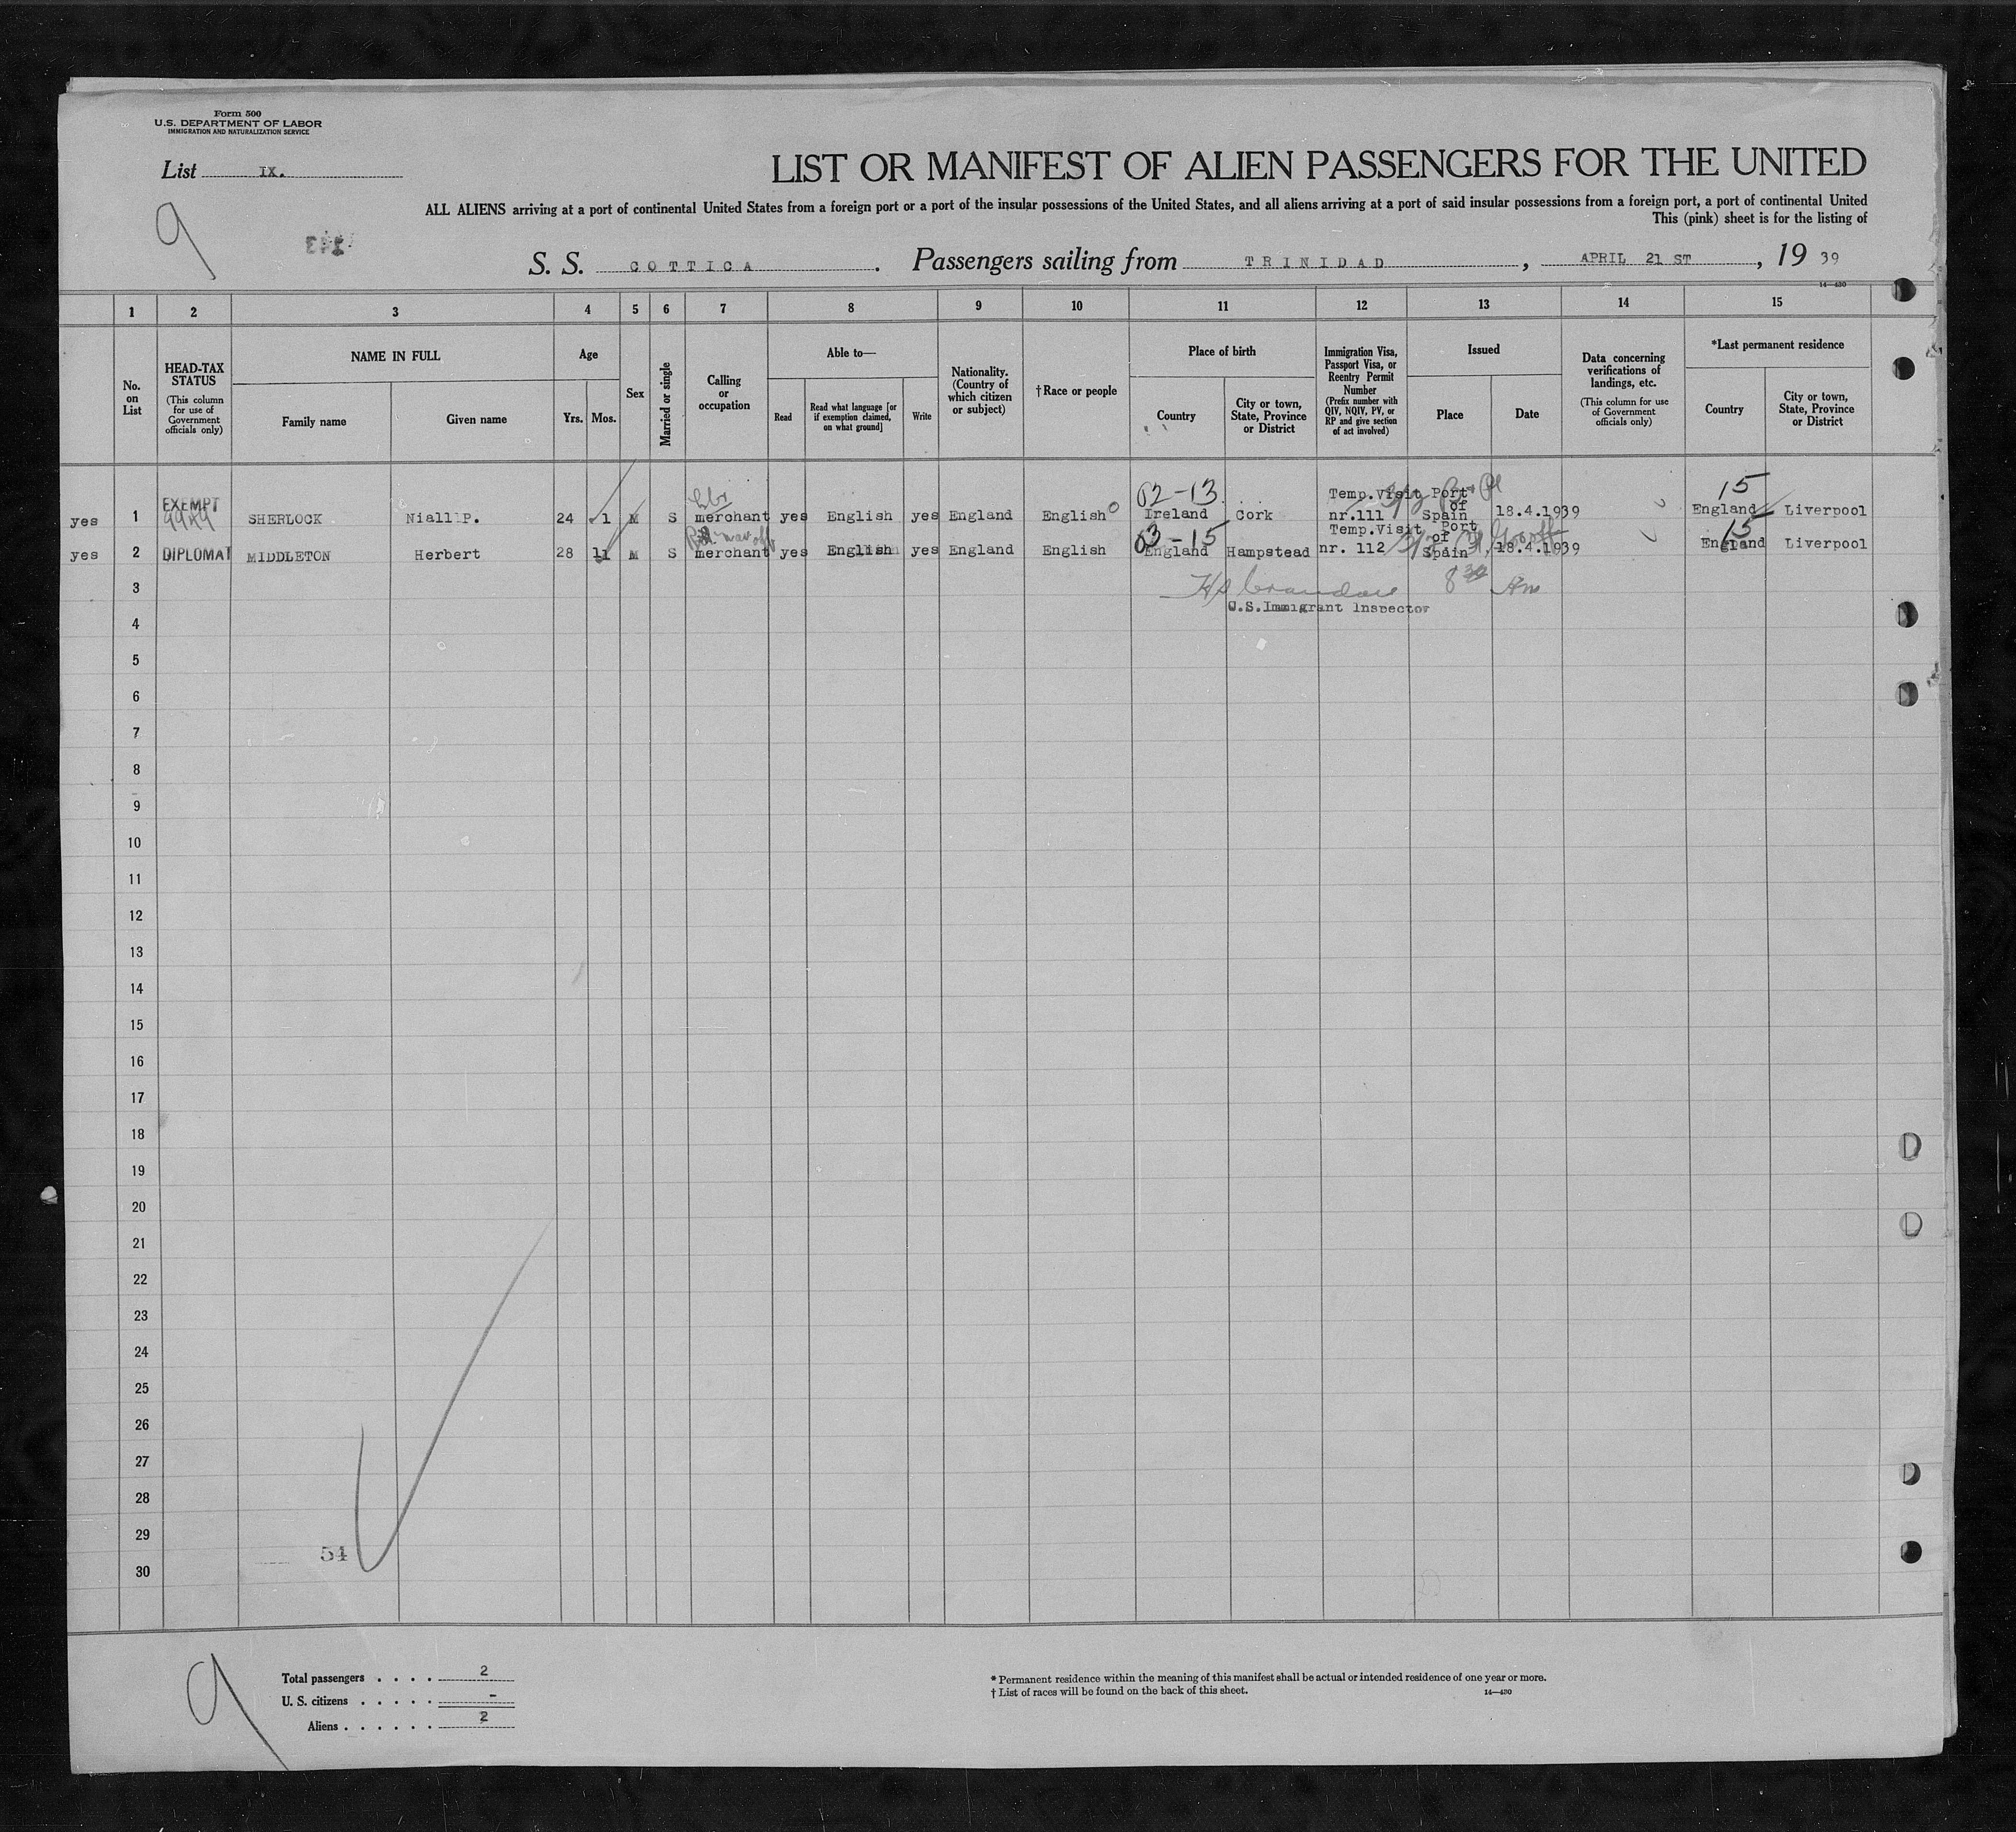 Form 500
U.S. DEPARTMENT OF LABOR
IMMIGRATION AND NATURALIZATION SERVICE
List IX.
LIST OR MANIFEST OF ALIEN PASSENGERS FOR THE UNITED
ALL ALIENS arriving at a port of continental United States from a foreign port or a port of the insular possessions of the United States, and all aliens arriving at a port of said insular possessions from a foreign port, a port of continental United
This (pink) sheet is for the listing of
9
S. S. COTTICA . Passengers sailing from TRINIDAD , APRIL 21 ST , 19 39
14—430
1 2 3 4 5 6 7 8 9 10 11 12 13 14 15
No. on List
HEAD-TAX STATUS (This column for use of Government officials only)
NAME IN FULL
Family name
Given name
Age
Yrs. Mos.
Sex
Married or single
Calling or occupation
Able to—
Read
Read what language [or if exemption claimed, on what ground]
Write
Nationality. (Country of which citizen or subject)
† Race or people
Place of birth
Country
City or town, State, Province or District
Immigration Visa, Passport Visa, or Reentry Permit Number (Prefix number with QIV, NQIV, PV, or RP and give section of act involved)
Issued
Place
Date
Data concerning verifications of landings, etc. (This column for use of Government officials only)
*Last permanent residence
Country
City or town, State, Province or District
02-13 15
yes 1 EXEMPT SHERLOCK Niall P. 24 1 M S merchant yes English yes England English Ireland Cork Temp.Visit nr.111 Port of Spain 18.4.1939 England Liverpool
03-15 15
yes 2 DIPLOMAT MIDDLETON Herbert 28 11 M S merchant yes English yes England English England Hampstead Temp.Visit nr. 112 Port of Spain 18.4.1939 England Liverpool
3
U.S. Immigrant Inspector
4
5
6
7
8
9
10
11
12
13
14
15
16
17
18
19
20
21
22
23
24
25
26
27
28
29
54
30
9
Total passengers . . . . 2
U. S. citizens . . . . . -
Aliens . . . . . . 2
* Permanent residence within the meaning of this manifest shall be actual or intended residence of one year or more.
† List of races will be found on the back of this sheet.
14—430